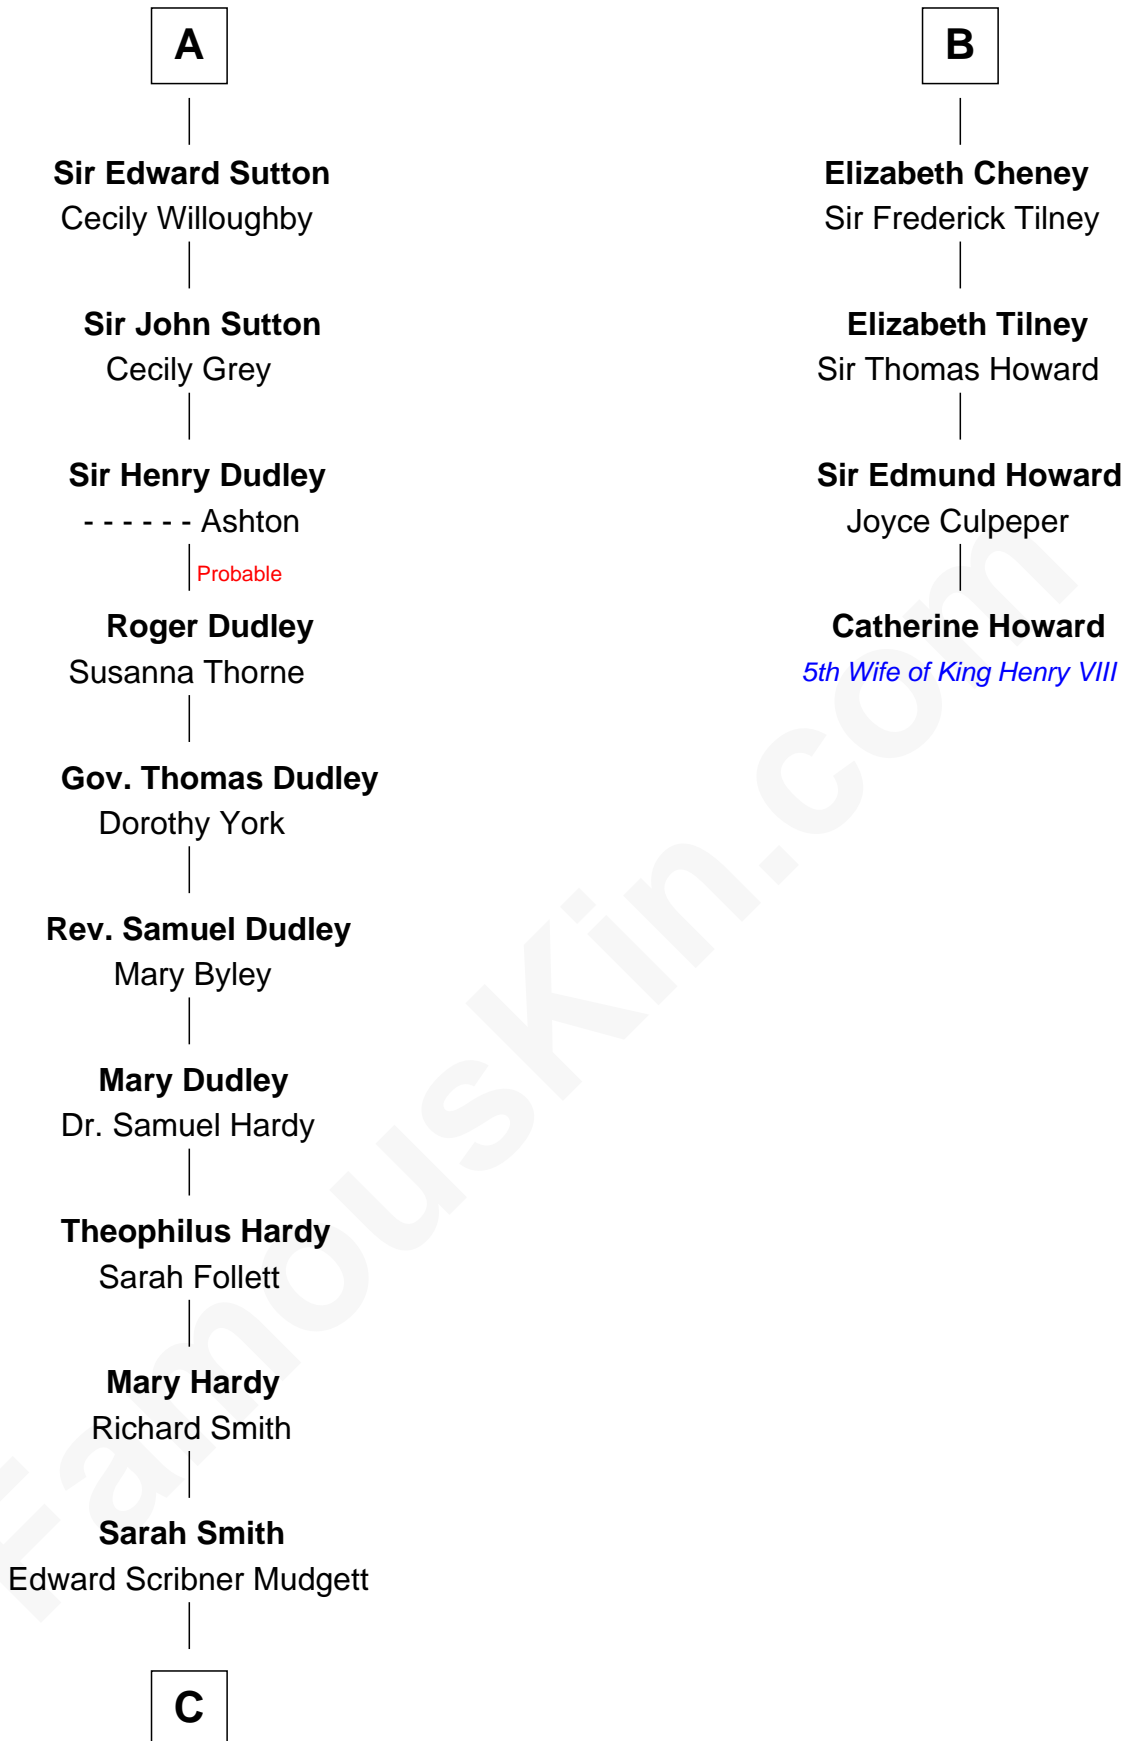 A
Sir Edward Sutton
Cecily Willoughby
Sir John Sutton
Cecily Grey
Sir Henry Dudley
- - - - - - Ashton
Probable
Roger Dudley
Susanna Thorne
Gov. Thomas Dudley
Dorothy York
Rev. Samuel Dudley
Mary Byley
Mary Dudley
Dr. Samuel Hardy
Theophilus Hardy
Sarah Follett
Mary Hardy
Richard Smith
Sarah Smith
Edward Scribner Mudgett
C
B
Elizabeth Cheney
Sir Frederick Tilney
Elizabeth Tilney
Sir Thomas Howard
Sir Edmund Howard
Joyce Culpeper
Catherine Howard
5th Wife of King Henry VIII
FamousKin.com